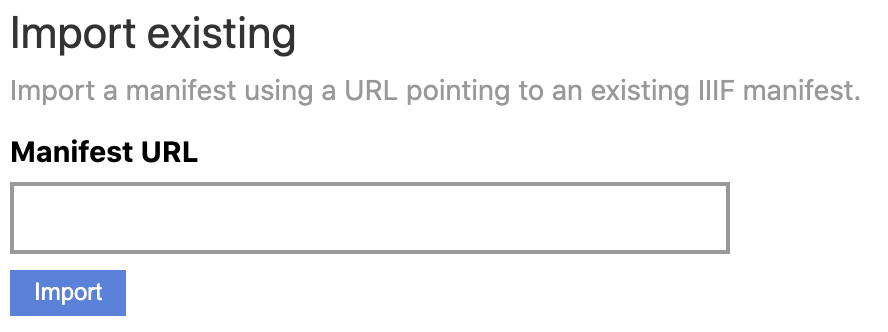 Import existing
Import a manifest using a URL pointing to an existing IIIF manifest.
Manifest URL
Import